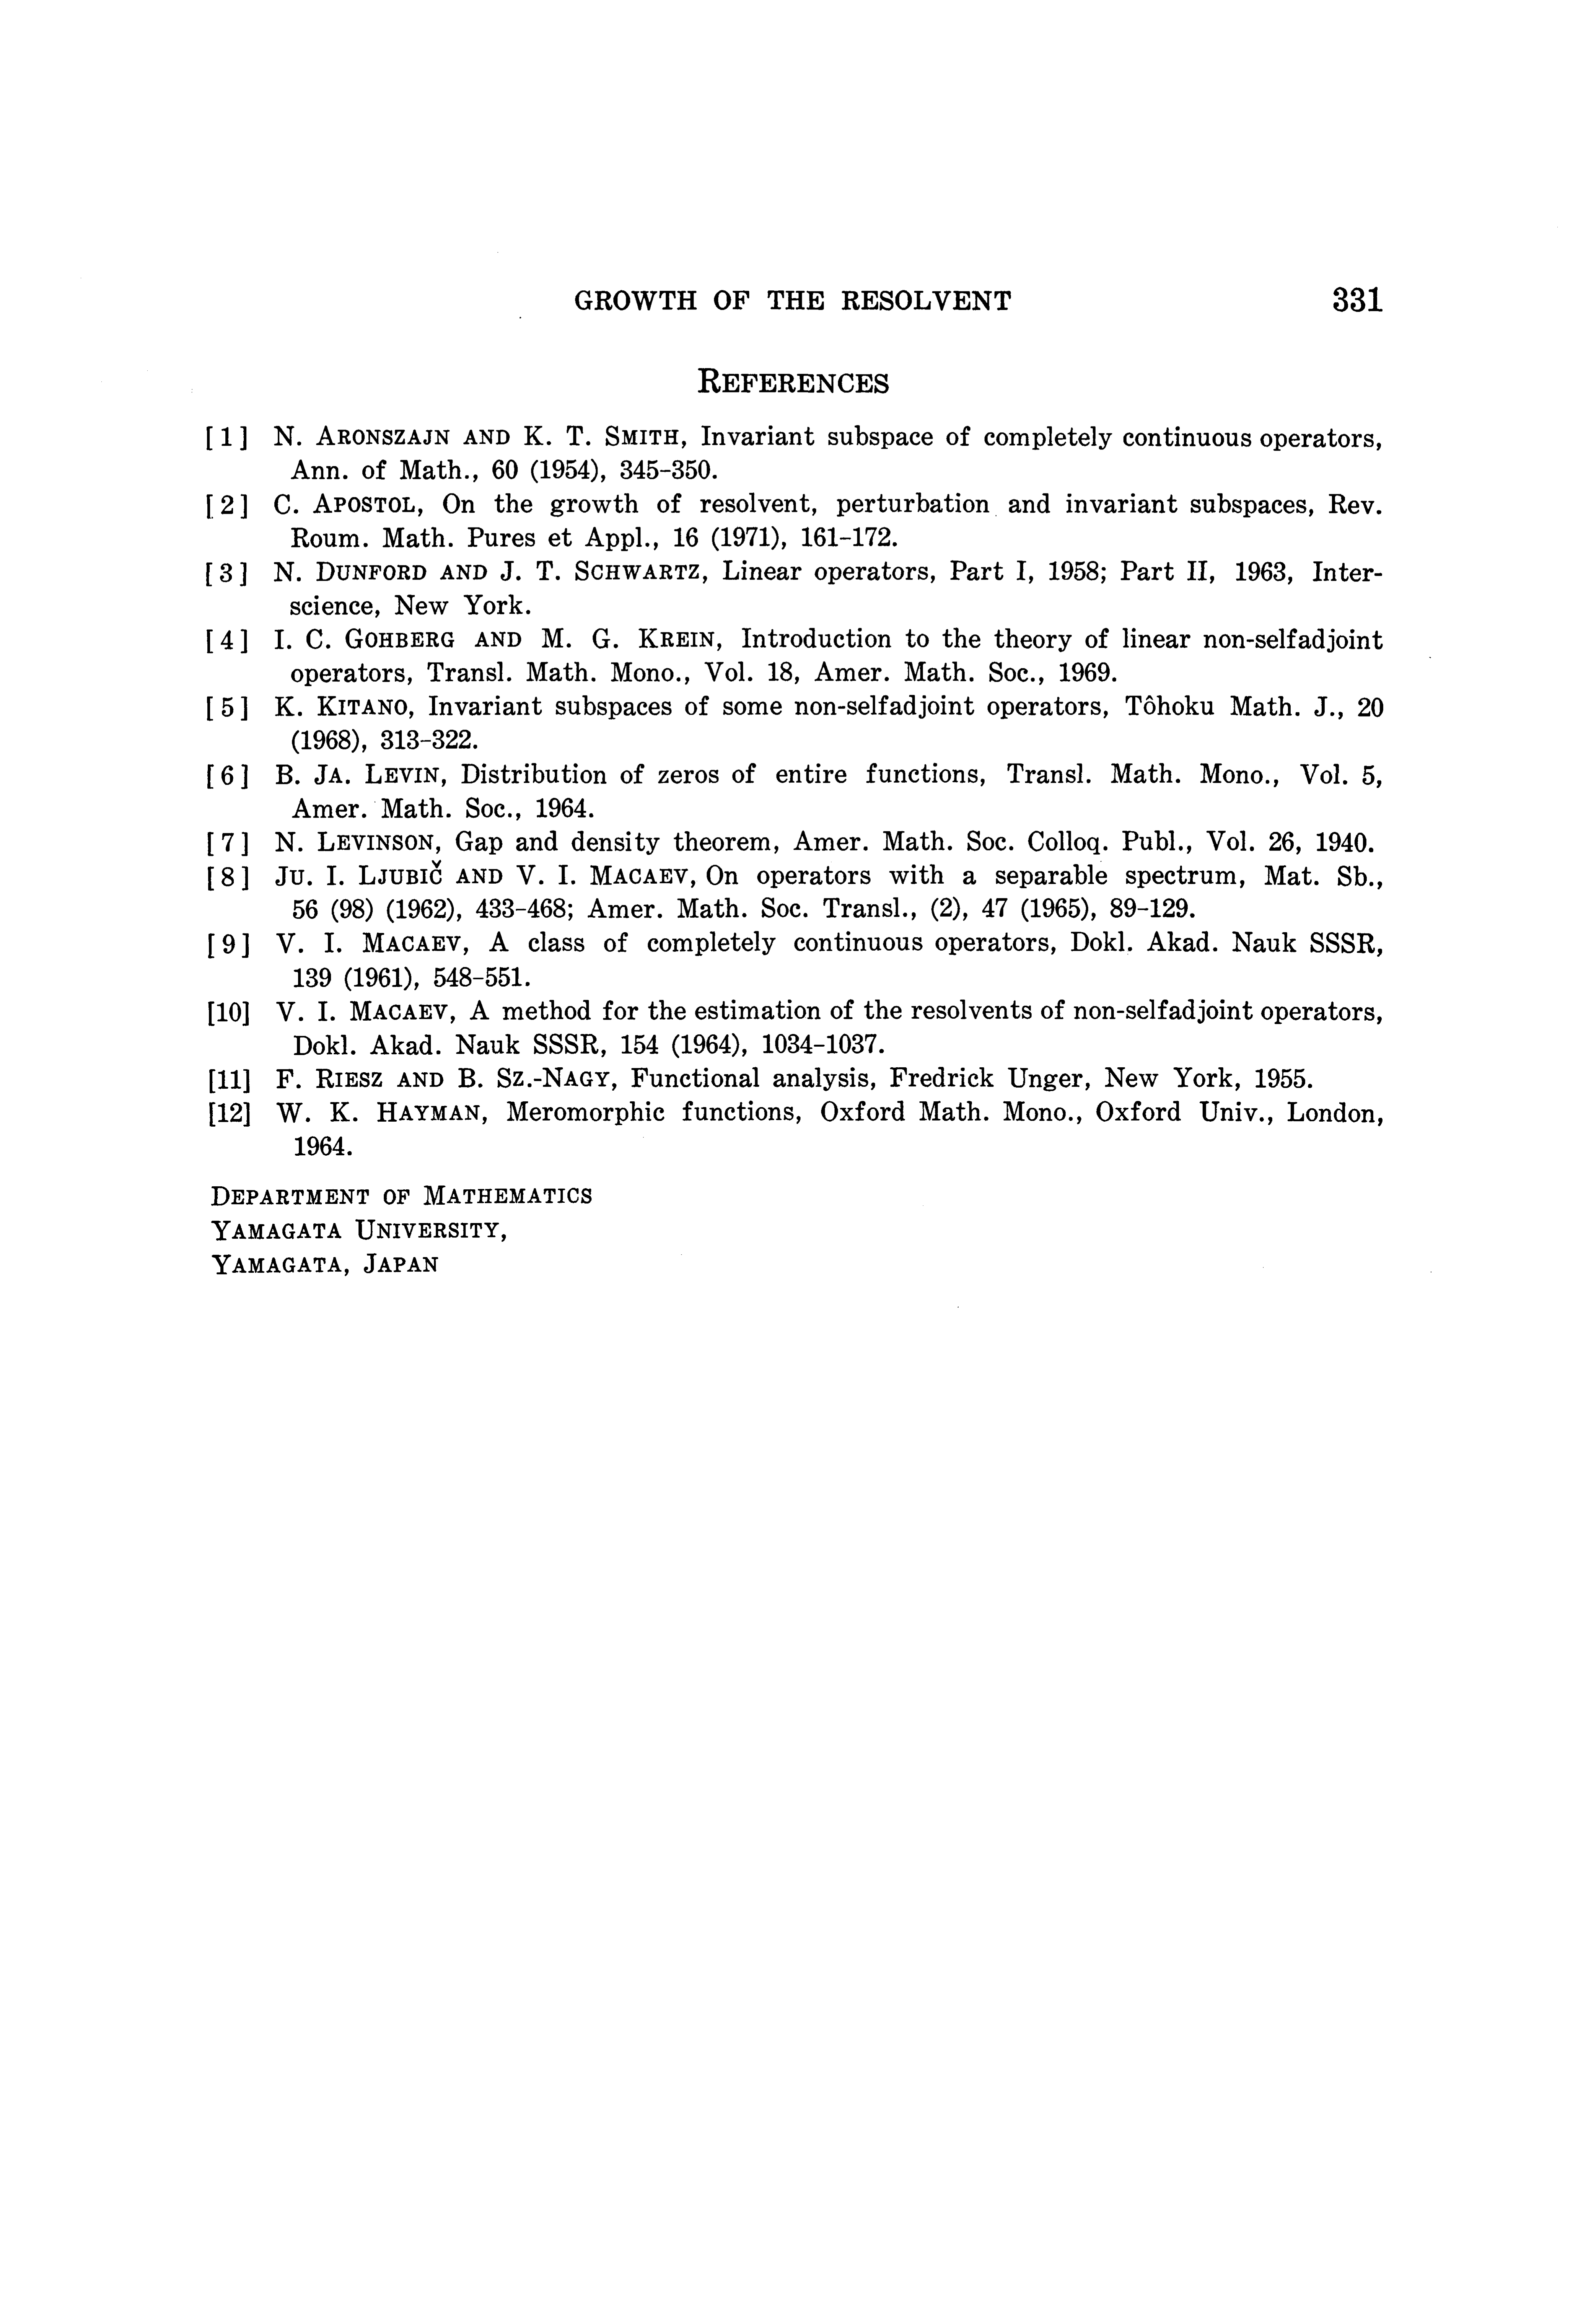 GROWTH OF THE RESOLVENT 331
REFERENCES
[1] N. ARONSZAJN AND K. T. SMITH, Invariant subspace of completely continuous operators,
Ann. of Math., 60 (1954), 345-350.
[2] C. APOSTOL, On the growth of resolvent, perturbation and invariant subspaces, Rev.
Roum. Math. Pures et Appl., 16 (1971), 161-172.
[3] N. DUNFORD AND J. T. SCHWARTZ, Linear operators, Part I, 1958; Part II, 1963, Inter-
science, New York.
[4] I. C. GOHBERG AND M. G. KREIN, Introduction to the theory of linear non-selfadjoint
operators, Transl. Math. Mono., Vol. 18, Amer. Math. Soc., 1969.
[5] K. KITANO, Invariant subspaces of some non-selfadjoint operators, Tôhoku Math. J., 20
(1968), 313-322.
[6] B. JA. LEVIN, Distribution of zeros of entire functions, Transl. Math. Mono., Vol. 5,
Amer. Math. Soc., 1964.
[7] N. LEVINSON, Gap and density theorem, Amer. Math. Soc. Colloq. Publ., Vol. 26, 1940.
[8] JU. I. LJUBIČ AND V. I. MACAEV, On operators with a separable spectrum, Mat. Sb.,
56 (98) (1962), 433-468; Amer. Math. Soc. Transl., (2), 47 (1965), 89-129.
[9] V. I. MACAEV, A class of completely continuous operators, Dokl. Akad. Nauk SSSR,
139 (1961), 548-551.
[10] V. I. MACAEV, A method for the estimation of the resolvents of non-selfadjoint operators,
Dokl. Akad. Nauk SSSR, 154 (1964), 1034-1037.
[11] F. RIESZ AND B. SZ.-NAGY, Functional analysis, Fredrick Unger, New York, 1955.
[12] W. K. HAYMAN, Meromorphic functions, Oxford Math. Mono., Oxford Univ., London,
1964.
DEPARTMENT OF MATHEMATICS
YAMAGATA UNIVERSITY,
YAMAGATA, JAPAN